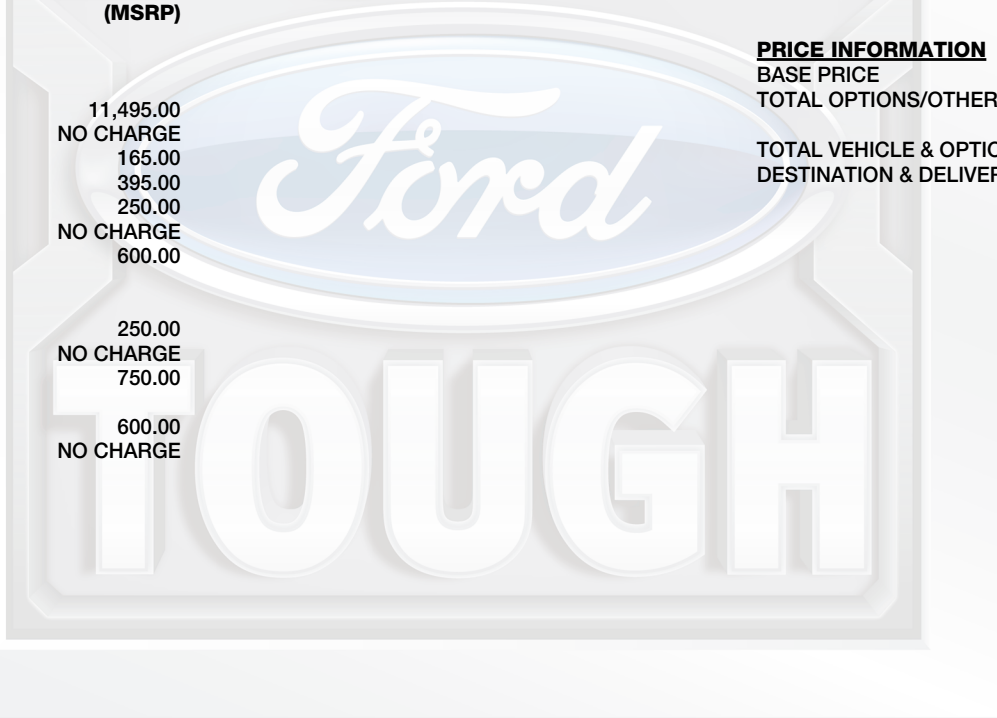 (MSRP)
11,495.00
NO CHARGE
165.00
395.00
250.00
NO CHARGE
600.00
250.00
NO CHARGE
750.00
600.00
NO CHARGE
PRICE INFORMATION
BASE PRICE
TOTAL OPTIONS/OTHER
TOTAL VEHICLE & OPTIO
DESTINATION & DELIVER
Ford
TOUGH